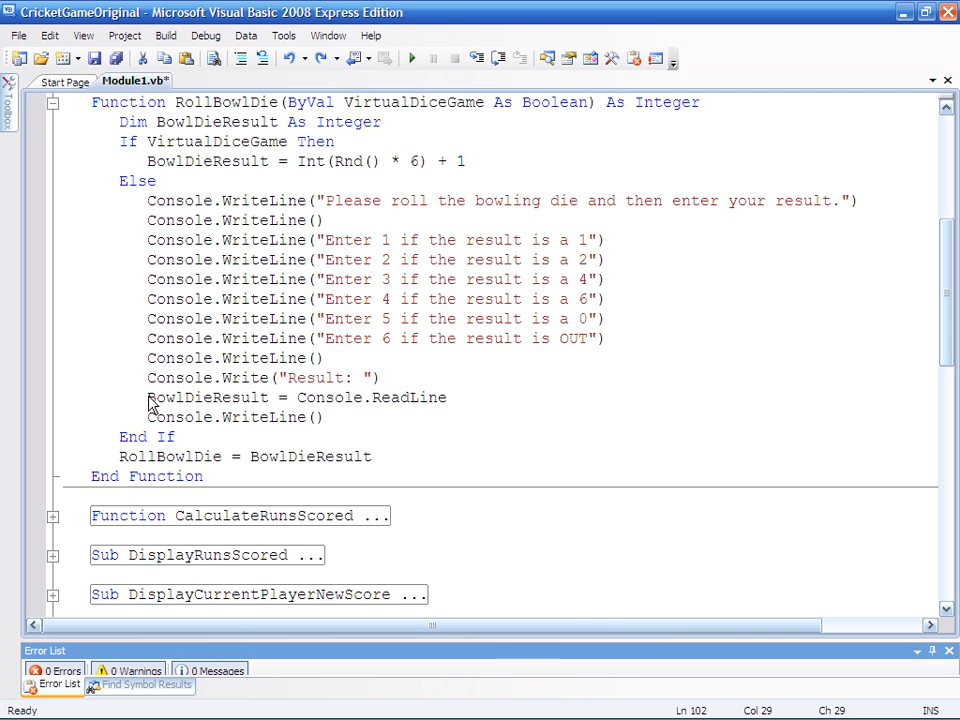 CricketGameOriginal - Microsoft Visual Basic 2008 Express Edition
File Edit View Project Build Debug Data Tools Window Help
Start Page Module1.vb*
Toolbox
Function RollBowlDie(ByVal VirtualDiceGame As Boolean) As Integer
Dim BowlDieResult As Integer
If VirtualDiceGame Then
BowlDieResult = Int(Rnd() * 6) + 1
Else
Console.WriteLine("Please roll the bowling die and then enter your result.")
Console.WriteLine()
Console.WriteLine("Enter 1 if the result is a 1")
Console.WriteLine("Enter 2 if the result is a 2")
Console.WriteLine("Enter 3 if the result is a 4")
Console.WriteLine("Enter 4 if the result is a 6")
Console.WriteLine("Enter 5 if the result is a 0")
Console.WriteLine("Enter 6 if the result is OUT")
Console.WriteLine()
Console.Write("Result: ")
BowlDieResult = Console.ReadLine
Console.WriteLine()
End If
RollBowlDie = BowlDieResult
End Function
Function CalculateRunsScored ...
Sub DisplayRunsScored ...
Sub DisplayCurrentPlayerNewScore ...
Error List
0 Errors 0 Warnings 0 Messages
Error List Find Symbol Results
Ready Ln 102 Col 29 Ch 29 INS